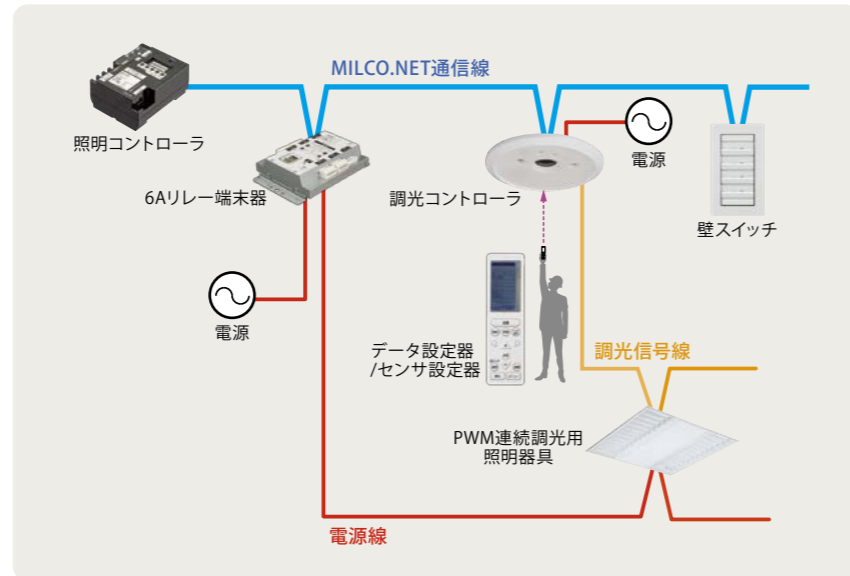 MILCO.NET通信線
照明コントローラ
6Aリレー端末器
調光コントローラ
電源
壁スイッチ
電源
データ設定器
/センサ設定器
調光信号線
PWM連続調光用
照明器具
電源線